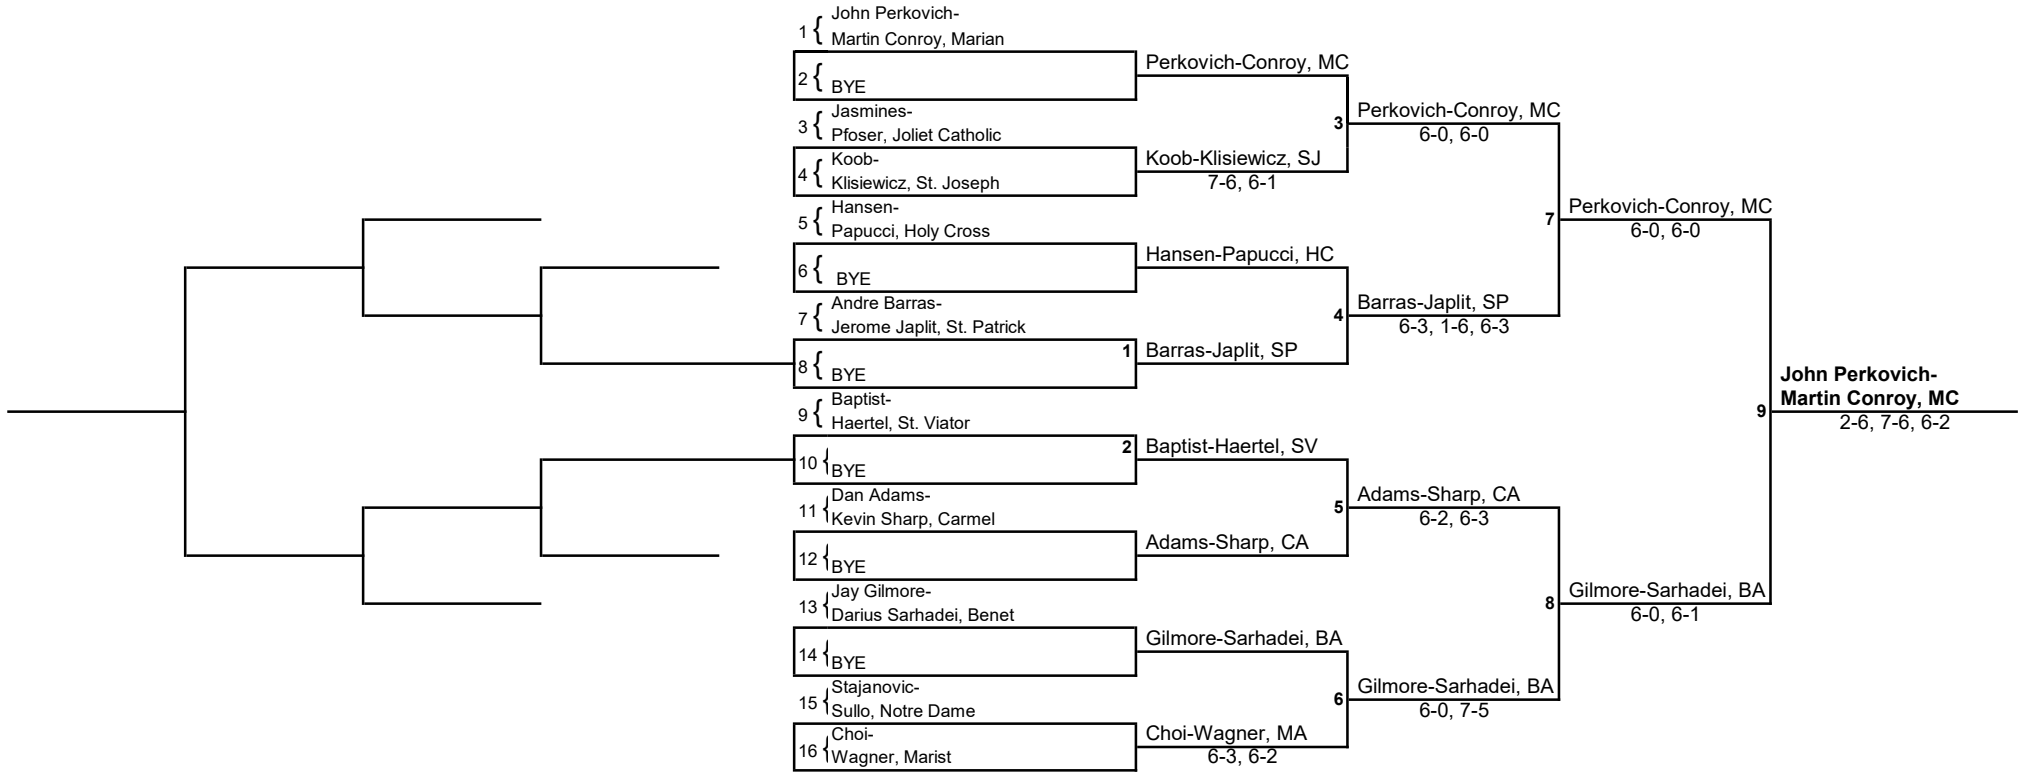 1 { John Perkovich-
Martin Conroy, Marian
2 { BYE
3 { Jasmines-
Pfoser, Joliet Catholic
4 { Koob-
Klisiewicz, St. Joseph
5 { Hansen-
Papucci, Holy Cross
6 { BYE
7 { Andre Barras-
Jerome Japlit, St. Patrick
8 { BYE
9 { Baptist-
Haertel, St. Viator
10 { BYE
11 { Dan Adams-
Kevin Sharp, Carmel
12 { BYE
13 { Jay Gilmore-
Darius Sarhadei, Benet
14 { BYE
15 { Stajanovic-
Sullo, Notre Dame
16 { Choi-
Wagner, Marist
Perkovich-Conroy, MC
Koob-Klisiewicz, SJ
7-6, 6-1
Hansen-Papucci, HC
1 Barras-Japlit, SP
2 Baptist-Haertel, SV
Adams-Sharp, CA
Gilmore-Sarhadei, BA
Choi-Wagner, MA
6-3, 6-2
3 Perkovich-Conroy, MC
6-0, 6-0
4 Barras-Japlit, SP
6-3, 1-6, 6-3
5 Adams-Sharp, CA
6-2, 6-3
6 Gilmore-Sarhadei, BA
6-0, 7-5
7 Perkovich-Conroy, MC
6-0, 6-0
8 Gilmore-Sarhadei, BA
6-0, 6-1
9 John Perkovich-
Martin Conroy, MC
2-6, 7-6, 6-2